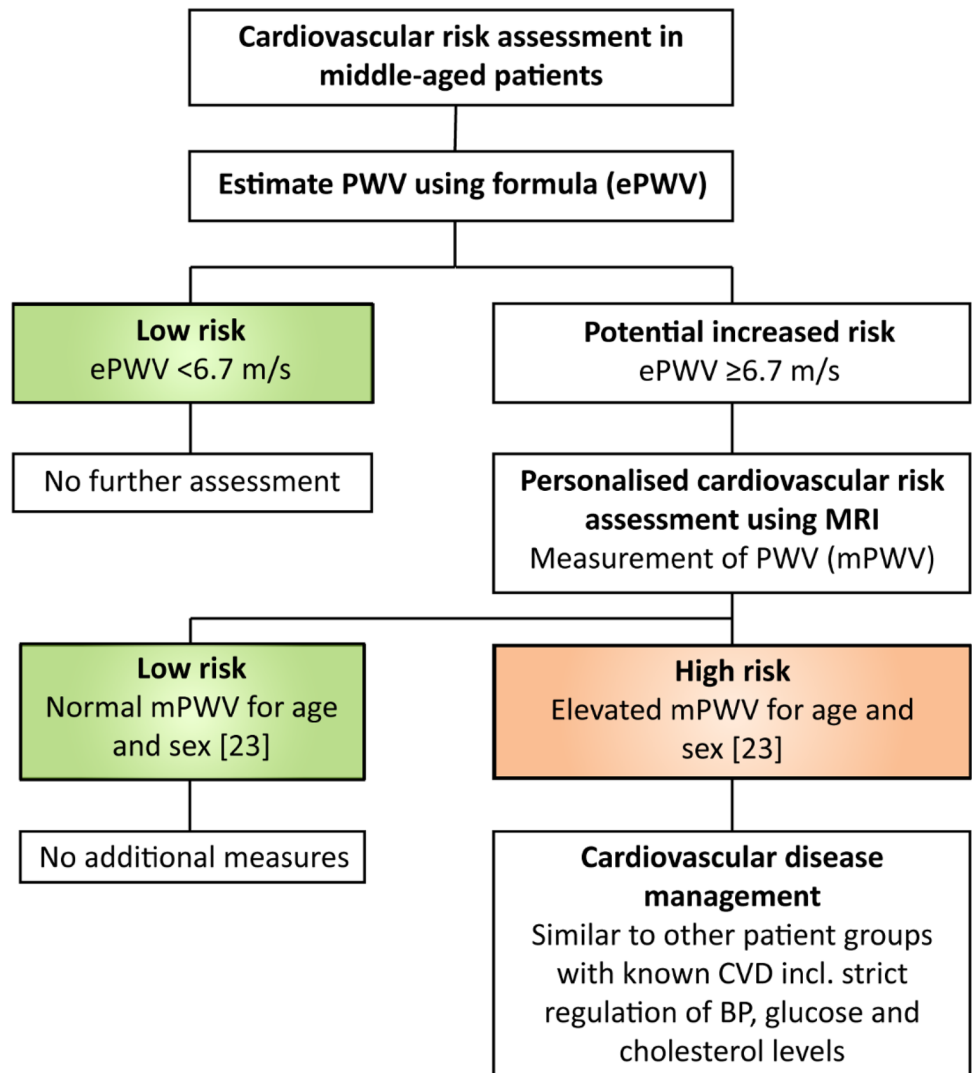 Cardiovascular risk assessment in
middle-aged patients
Estimate PWV using formula (ePWV)
Low risk
ePWV <6.7 m/s
Potential increased risk
ePWV ≥6.7 m/s
No further assessment
Personalised cardiovascular risk
assessment using MRI
Measurement of PWV (mPWV)
Low risk
Normal mPWV for age
and sex [23]
High risk
Elevated mPWV for age and
sex [23]
No additional measures
Cardiovascular disease
management
Similar to other patient groups
with known CVD incl. strict
regulation of BP, glucose and
cholesterol levels